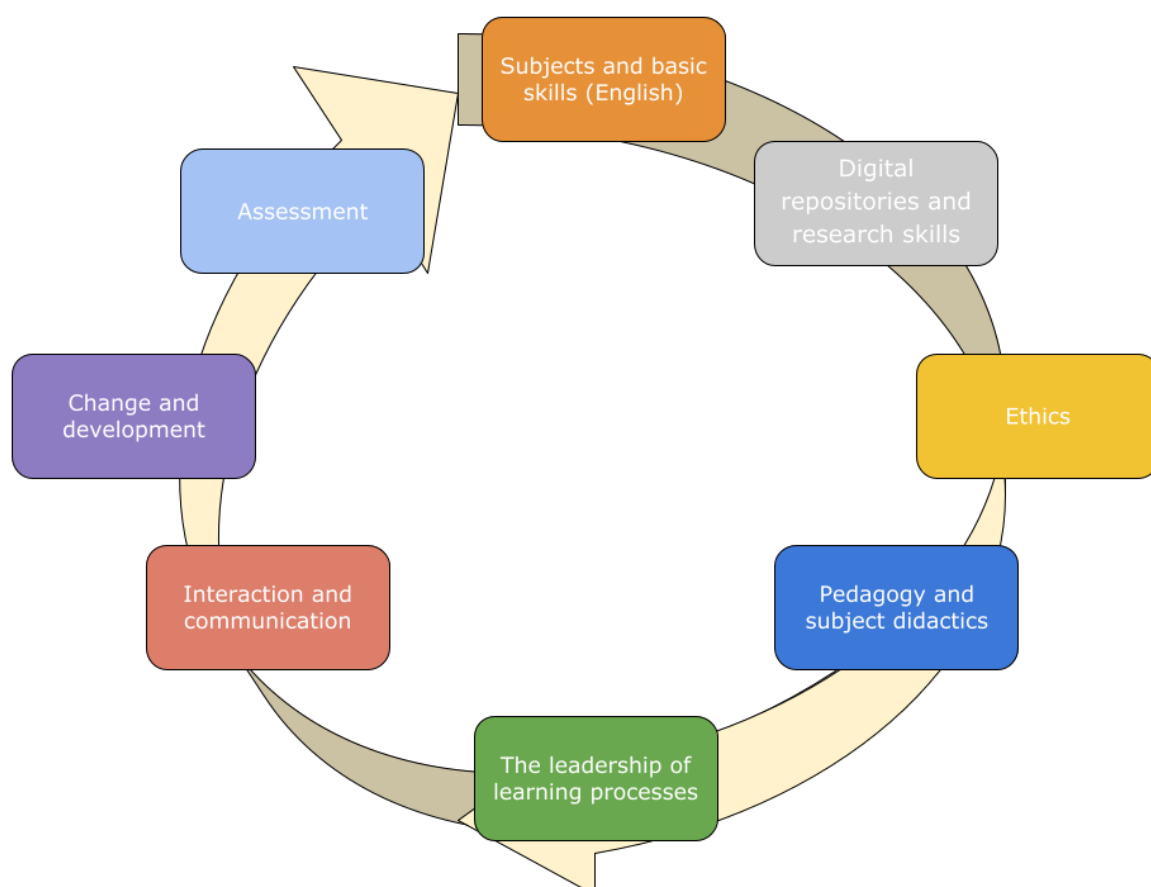 Subjects and basic
skills (English)
Digital
repositories and
research skills
Assessment
Change and
development
Ethics
Interaction and
communication
Pedagogy and
subject didactics
The leadership of
learning processes